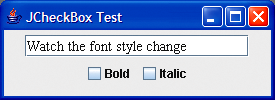 JCheckBox Test
Watch the font style change
Bold Italic